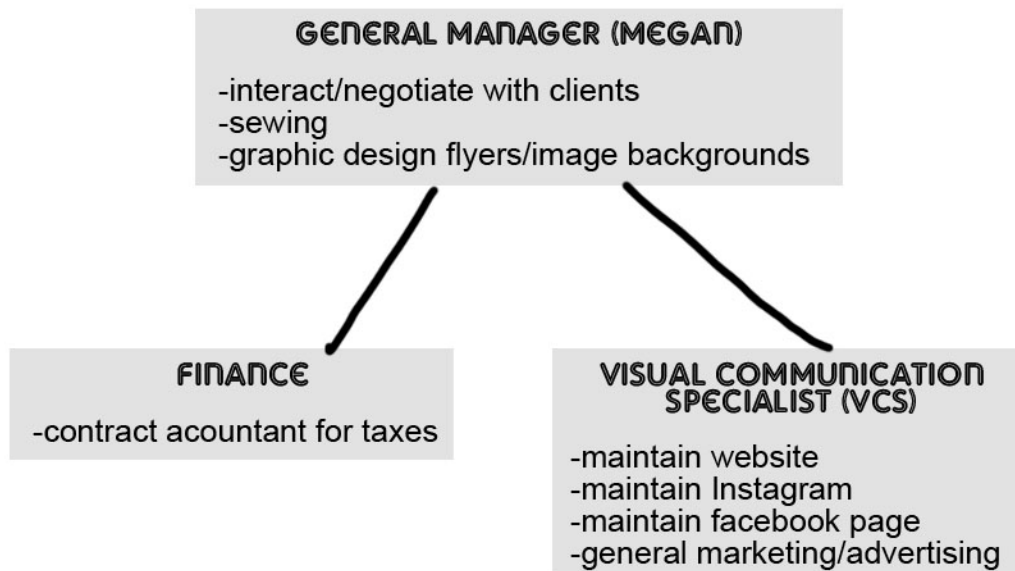 GENERAL MANAGER (MEGAN)
-interact/negotiate with clients
-sewing
-graphic design flyers/image backgrounds
FINANCE
-contract acountant for taxes
VISUAL COMMUNICATION
SPECIALIST (VCS)
-maintain website
-maintain Instagram
-maintain facebook page
-general marketing/advertising